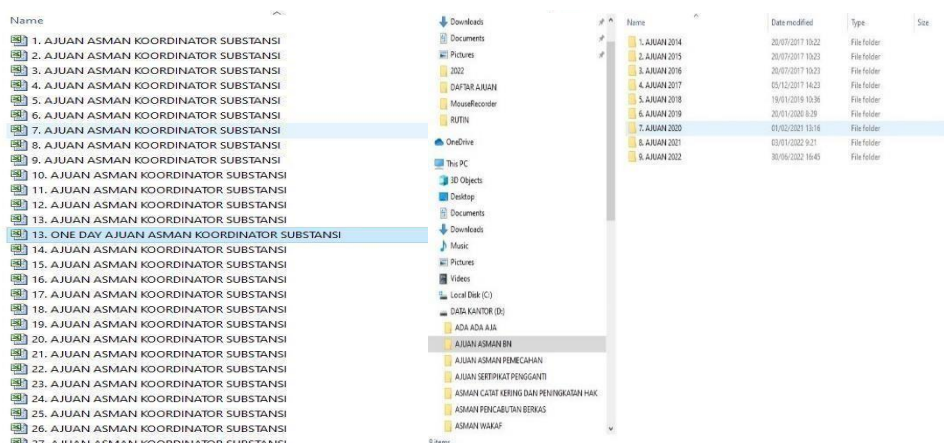 Name
1. AJUAN ASMAN KOORDINATOR SUBSTANSI
2. AJUAN ASMAN KOORDINATOR SUBSTANSI
3. AJUAN ASMAN KOORDINATOR SUBSTANSI
4. AJUAN ASMAN KOORDINATOR SUBSTANSI
5. AJUAN ASMAN KOORDINATOR SUBSTANSI
6. AJUAN ASMAN KOORDINATOR SUBSTANSI
7. AJUAN ASMAN KOORDINATOR SUBSTANSI
8. AJUAN ASMAN KOORDINATOR SUBSTANSI
9. AJUAN ASMAN KOORDINATOR SUBSTANSI
10. AJUAN ASMAN KOORDINATOR SUBSTANSI
11. AJUAN ASMAN KOORDINATOR SUBSTANSI
12. AJUAN ASMAN KOORDINATOR SUBSTANSI
13. AJUAN ASMAN KOORDINATOR SUBSTANSI
13. ONE DAY AJUAN ASMAN KOORDINATOR SUBSTANSI
14. AJUAN ASMAN KOORDINATOR SUBSTANSI
15. AJUAN ASMAN KOORDINATOR SUBSTANSI
16. AJUAN ASMAN KOORDINATOR SUBSTANSI
17. AJUAN ASMAN KOORDINATOR SUBSTANSI
18. AJUAN ASMAN KOORDINATOR SUBSTANSI
19. AJUAN ASMAN KOORDINATOR SUBSTANSI
20. AJUAN ASMAN KOORDINATOR SUBSTANSI
21. AJUAN ASMAN KOORDINATOR SUBSTANSI
22. AJUAN ASMAN KOORDINATOR SUBSTANSI
23. AJUAN ASMAN KOORDINATOR SUBSTANSI
24. AJUAN ASMAN KOORDINATOR SUBSTANSI
25. AJUAN ASMAN KOORDINATOR SUBSTANSI
26. AJUAN ASMAN KOORDINATOR SUBSTANSI
27. AJUAN ASMAN KOORDINATOR SUBSTANSI
Downloads
Documents
Pictures
2022
DAFTAR AJUAN
MouseRecorder
RUTIN
OneDrive
This PC
3D Objects
Desktop
Documents
Downloads
Music
Pictures
Videos
Local Disk (C:)
DATA KANTOR (D:)
ADA ADA AJA
AJUAN ASMAN BN
AJUAN ASMAN PEMECAHAN
AJUAN SERTIPIKAT PENGGANTI
ASMAN CATAT KERING DAN PENINGKATAN HAK
ASMAN PENCABUTAN BERKAS
ASMAN WAKAF
9 items
Name Date modified Type Size
1. AJUAN 2014 20/07/2017 10:22 File folder
2. AJUAN 2015 20/07/2017 10:23 File folder
3. AJUAN 2016 20/07/2017 10:23 File folder
4. AJUAN 2017 05/12/2017 14:23 File folder
5. AJUAN 2018 19/01/2019 10:36 File folder
6. AJUAN 2019 20/01/2020 8:29 File folder
7. AJUAN 2020 01/02/2021 13:16 File folder
8. AJUAN 2021 03/01/2022 9:21 File folder
9. AJUAN 2022 30/06/2022 16:45 File folder